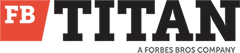 FB TITAN
A FORBES BROS COMPANY